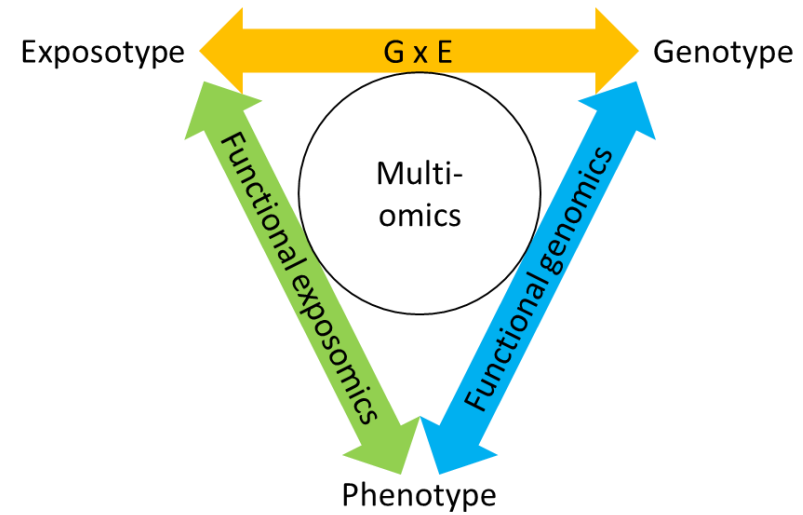 Exposotype
G x E
Genotype
Multi-
omics
Functional exposomics
Functional genomics
Phenotype